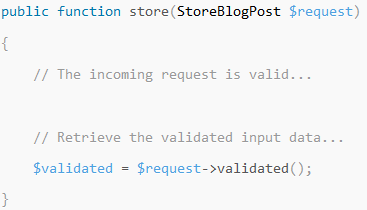 public function store(StoreBlogPost $request)
{
// The incoming request is valid...
// Retrieve the validated input data...
$validated = $request->validated();
}